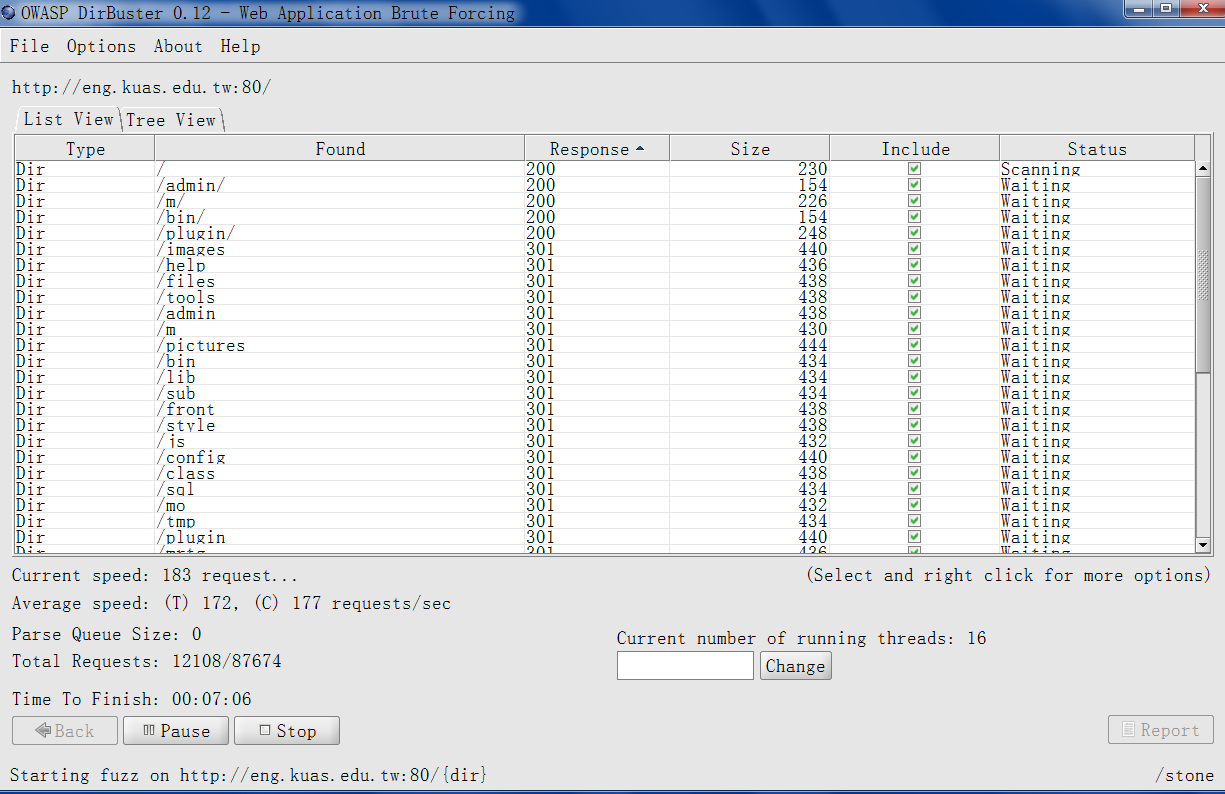 OWASP DirBuster 0.12 - Web Application Brute Forcing
File Options About Help
http://eng.kuas.edu.tw:80/
List View Tree View
Type Found Response Size Include Status
Dir / 200 230 Scanning
Dir /admin/ 200 154 Waiting
Dir /m/ 200 226 Waiting
Dir /bin/ 200 154 Waiting
Dir /plugin/ 200 248 Waiting
Dir /images 301 440 Waiting
Dir /help 301 436 Waiting
Dir /files 301 438 Waiting
Dir /tools 301 438 Waiting
Dir /admin 301 438 Waiting
Dir /m 301 430 Waiting
Dir /pictures 301 444 Waiting
Dir /bin 301 434 Waiting
Dir /lib 301 434 Waiting
Dir /sub 301 434 Waiting
Dir /front 301 438 Waiting
Dir /style 301 438 Waiting
Dir /js 301 432 Waiting
Dir /config 301 440 Waiting
Dir /class 301 438 Waiting
Dir /sql 301 434 Waiting
Dir /mo 301 432 Waiting
Dir /tmp 301 434 Waiting
Dir /plugin 301 440 Waiting
Dir /mrtg 301 436 Waiting
Current speed: 183 request... (Select and right click for more options)
Average speed: (T) 172, (C) 177 requests/sec
Parse Queue Size: 0
Current number of running threads: 16
Total Requests: 12108/87674
Change
Time To Finish: 00:07:06
Back Pause Stop Report
Starting fuzz on http://eng.kuas.edu.tw:80/{dir} /stone